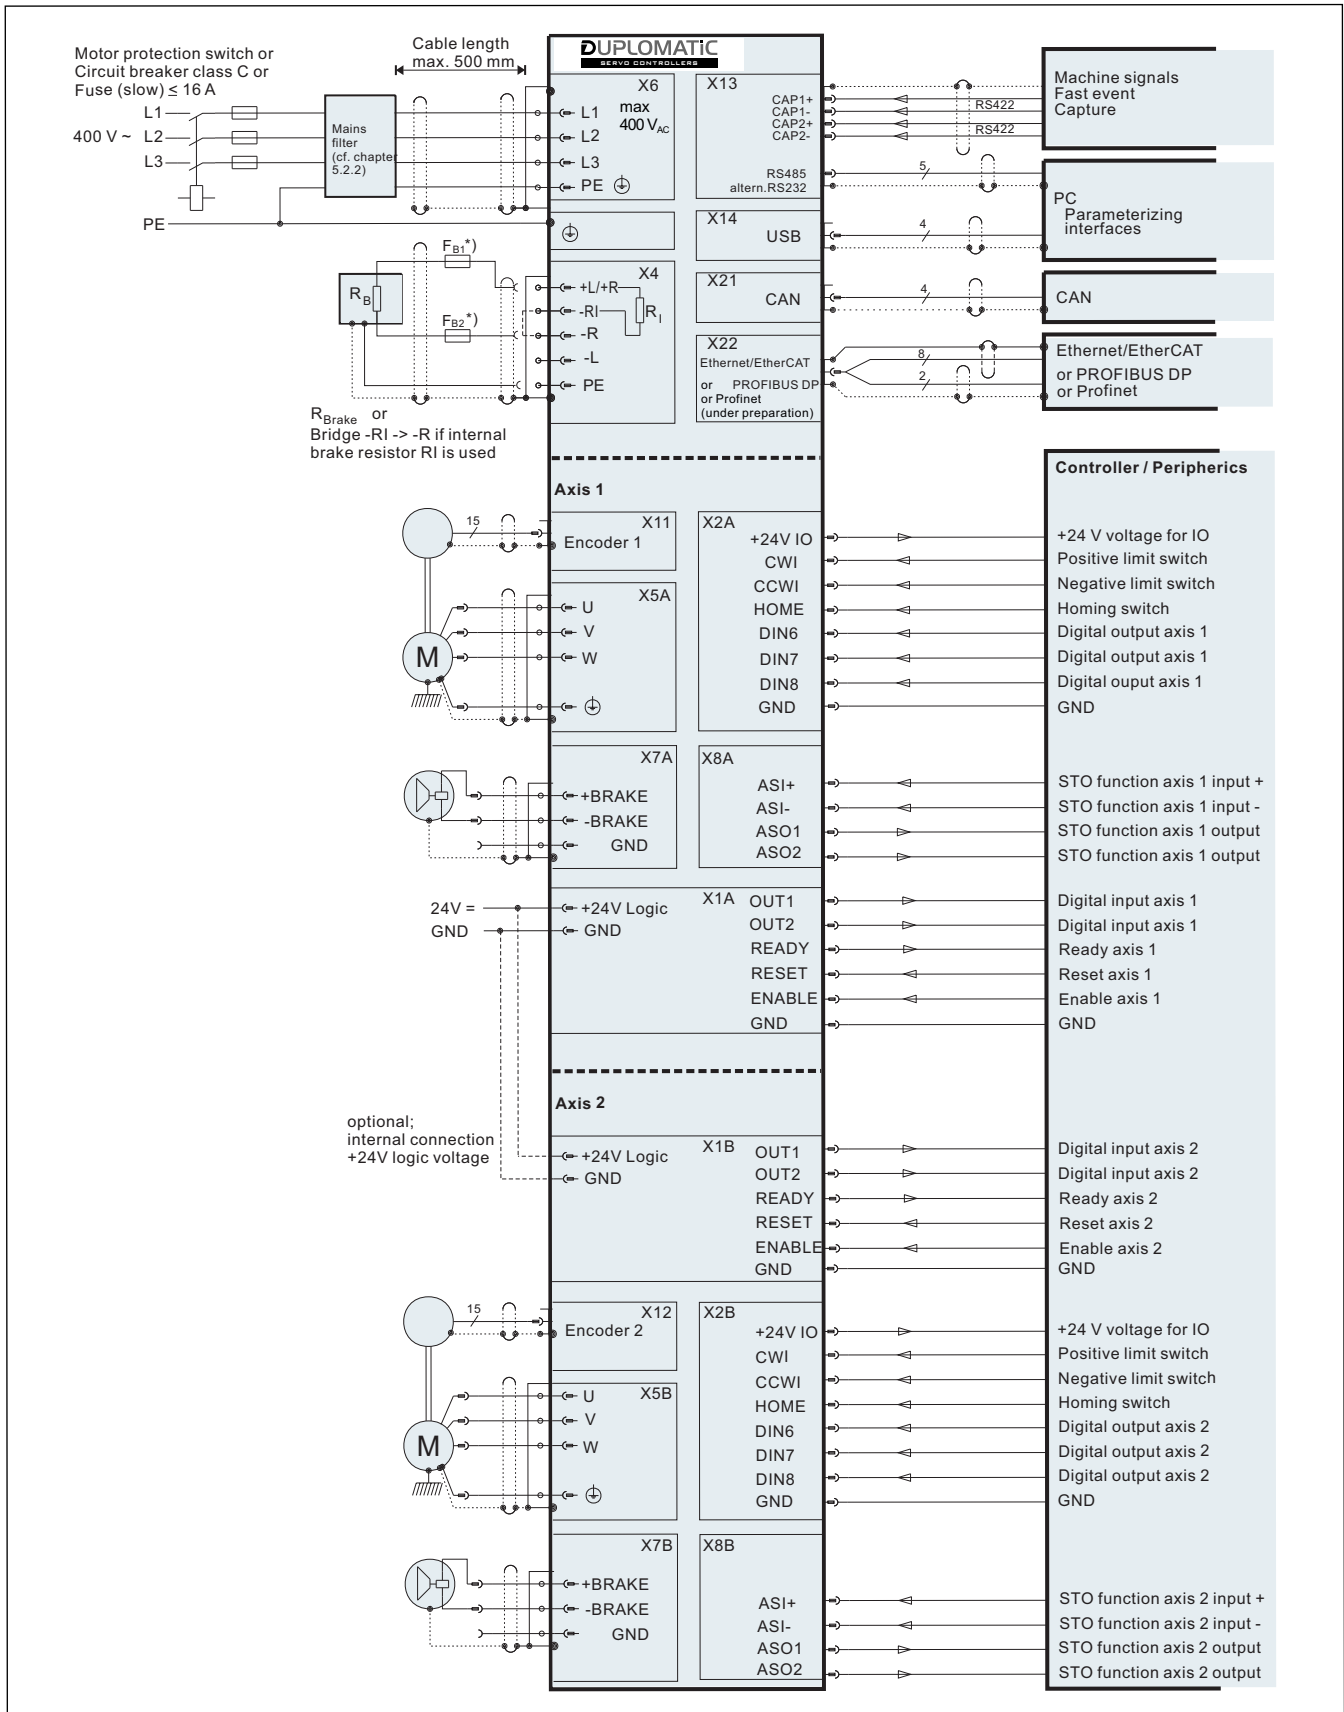 Motor protection switch or
Circuit breaker class C or
Fuse (slow) ≤ 16 A
Cable length
max. 500 mm
400 V ~
L1
L2
L3
PE
Mains
filter
(cf. chapter
5.2.2)
DUPLOMATIC
SERVO CONTROLLERS
X6
max
400 VAC
L1
L2
L3
PE
X13
CAP1+
CAP1-
CAP2+
CAP2-
RS485
altern.RS232
RS422
RS422
5
Machine signals
Fast event
Capture
X14
USB
4
PC
Parameterizing
interfaces
FB1*)
FB2*)
RB
X4
+L/+R
-RI
-R
-L
PE
RI
RBrake or
Bridge -RI -> -R if internal
brake resistor RI is used
X21
CAN
4
CAN
X22
Ethernet/EtherCAT
or PROFIBUS DP
or Profinet
(under preparation)
8
2
Ethernet/EtherCAT
or PROFIBUS DP
or Profinet
Controller / Peripherics
Axis 1
15
X11
Encoder 1
X5A
U
V
W
M
X2A
+24V IO
CWI
CCWI
HOME
DIN6
DIN7
DIN8
GND
+24 V voltage for IO
Positive limit switch
Negative limit switch
Homing switch
Digital output axis 1
Digital output axis 1
Digital ouput axis 1
GND
X7A
+BRAKE
-BRAKE
GND
X8A
ASI+
ASI-
ASO1
ASO2
STO function axis 1 input +
STO function axis 1 input -
STO function axis 1 output
STO function axis 1 output
24V =
GND
+24V Logic
GND
X1A
OUT1
OUT2
READY
RESET
ENABLE
GND
Digital input axis 1
Digital input axis 1
Ready axis 1
Reset axis 1
Enable axis 1
GND
Axis 2
optional;
internal connection
+24V logic voltage
+24V Logic
GND
X1B
OUT1
OUT2
READY
RESET
ENABLE
GND
Digital input axis 2
Digital input axis 2
Ready axis 2
Reset axis 2
Enable axis 2
GND
15
X12
Encoder 2
X5B
U
V
W
M
X2B
+24V IO
CWI
CCWI
HOME
DIN6
DIN7
DIN8
GND
+24 V voltage for IO
Positive limit switch
Negative limit switch
Homing switch
Digital output axis 2
Digital output axis 2
Digital output axis 2
GND
X7B
+BRAKE
-BRAKE
GND
X8B
ASI+
ASI-
ASO1
ASO2
STO function axis 2 input +
STO function axis 2 input -
STO function axis 2 output
STO function axis 2 output